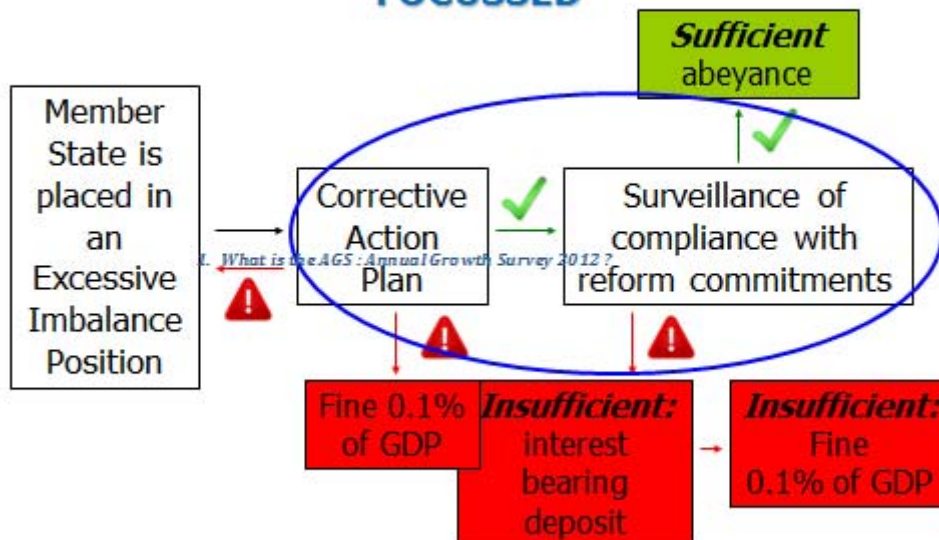 FOCUSSED
Sufficient
abeyance
Member
State is
placed in
an
Excessive
Imbalance
Position
Corrective
Action
Plan
Surveillance of
compliance with
reform commitments
1. What is the AGS : Annual Growth Survey 2012 ?
Fine 0.1%
of GDP
Insufficient:
interest
bearing
deposit
Insufficient:
Fine
0.1% of GDP